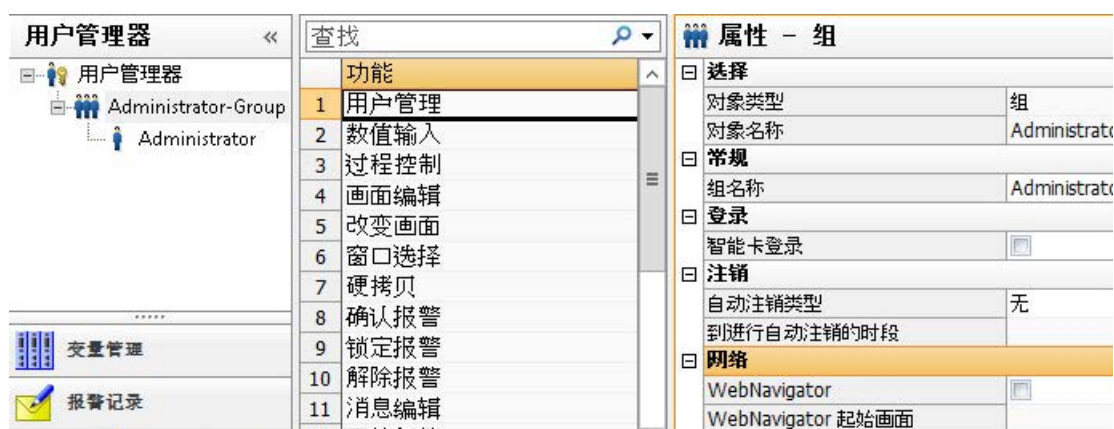 用户管理器 «
用户管理器
Administrator-Group
Administrator
变量管理
报警记录
查找
功能
1 用户管理
2 数值输入
3 过程控制
4 画面编辑
5 改变画面
6 窗口选择
7 硬拷贝
8 确认报警
9 锁定报警
10 解除报警
11 消息编辑
属性 - 组
选择
对象类型 组
对象名称 Administrato
常规
组名称 Administrato
登录
智能卡登录
注销
自动注销类型 无
到进行自动注销的时段
网络
WebNavigator
WebNavigator 起始画面